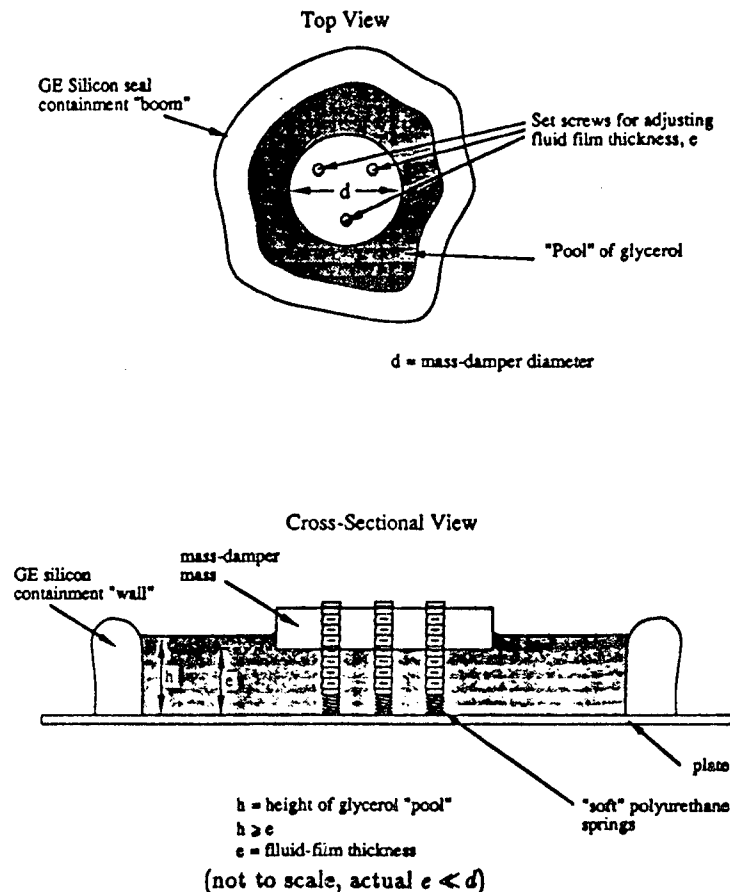 Top View
GE Silicon seal
containment "boom"
Set screws for adjusting
fluid film thickness, e
d
"Pool" of glycerol
d = mass-damper diameter
Cross-Sectional View
mass-damper
mass
GE silicon
containment "wall"
h
e
plate
"soft" polyurethane
springs
h = height of glycerol "pool"
h ≥ e
e = flluid-film thickness
(not to scale, actual e ≪ d)